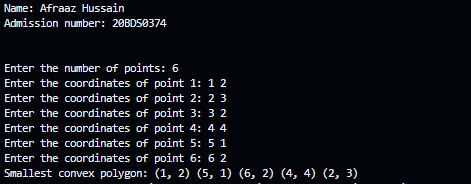 Name: Afraaz Hussain
Admission number: 20BDS0374
Enter the number of points: 6
Enter the coordinates of point 1: 1 2
Enter the coordinates of point 2: 2 3
Enter the coordinates of point 3: 3 2
Enter the coordinates of point 4: 4 4
Enter the coordinates of point 5: 5 1
Enter the coordinates of point 6: 6 2
Smallest convex polygon: (1, 2) (5, 1) (6, 2) (4, 4) (2, 3)